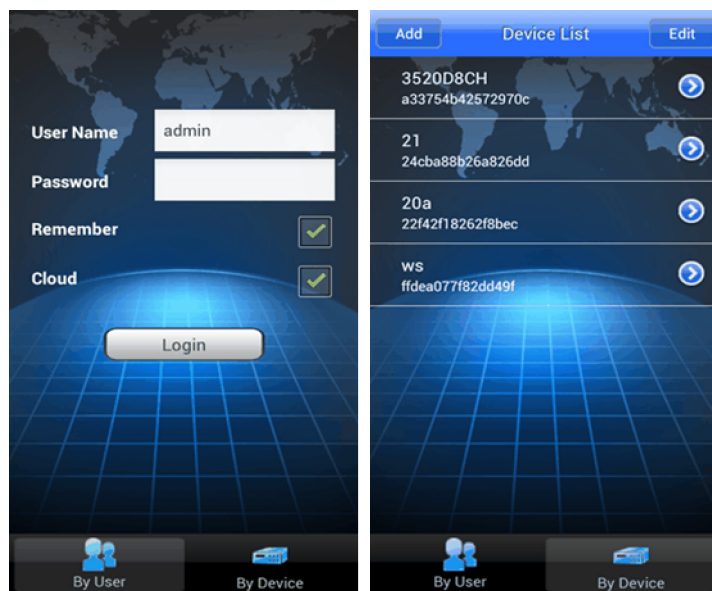 User Name
admin
Password
Remember
Cloud
Login
By User
By Device
Add
Device List
Edit
3520D8CH
a33754b42572970c
21
24cba88b26a826dd
20a
22f42f18262f8bec
ws
ffdea077f82dd49f
By User
By Device